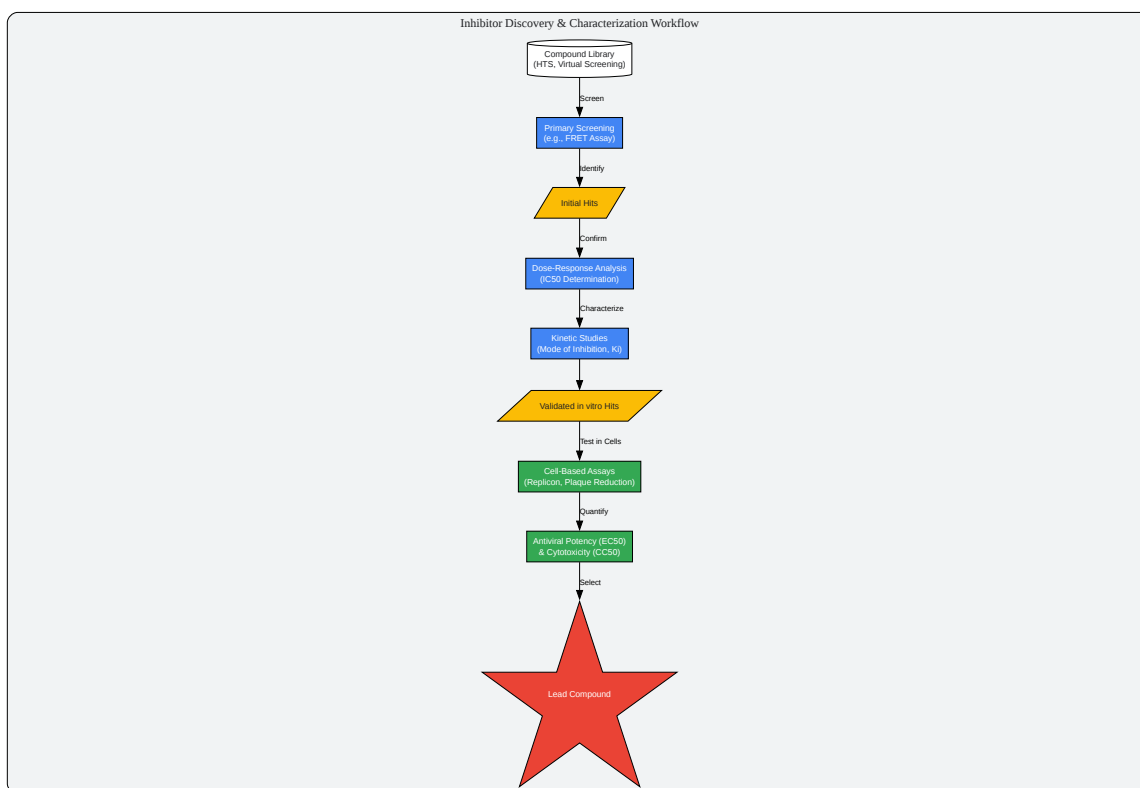 Inhibitor Discovery & Characterization Workflow
Compound Library
(HTS, Virtual Screening)
Screen
Primary Screening
(e.g., FRET Assay)
Identify
Initial Hits
Confirm
Dose-Response Analysis
(IC50 Determination)
Characterize
Kinetic Studies
(Mode of Inhibition, Ki)
Validated in vitro Hits
Test in Cells
Cell-Based Assays
(Replicon, Plaque Reduction)
Quantify
Antiviral Potency (EC50)
& Cytotoxicity (CC50)
Select
Lead Compound